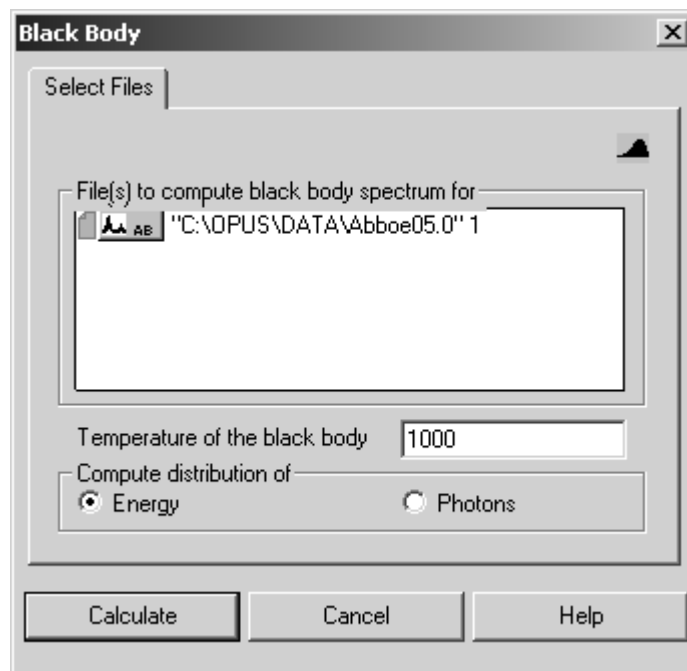 Black Body
Select Files
File(s) to compute black body spectrum for
AB "C:\OPUS\DATA\Abboe05.0" 1
Temperature of the black body 1000
Compute distribution of
Energy Photons
Calculate Cancel Help